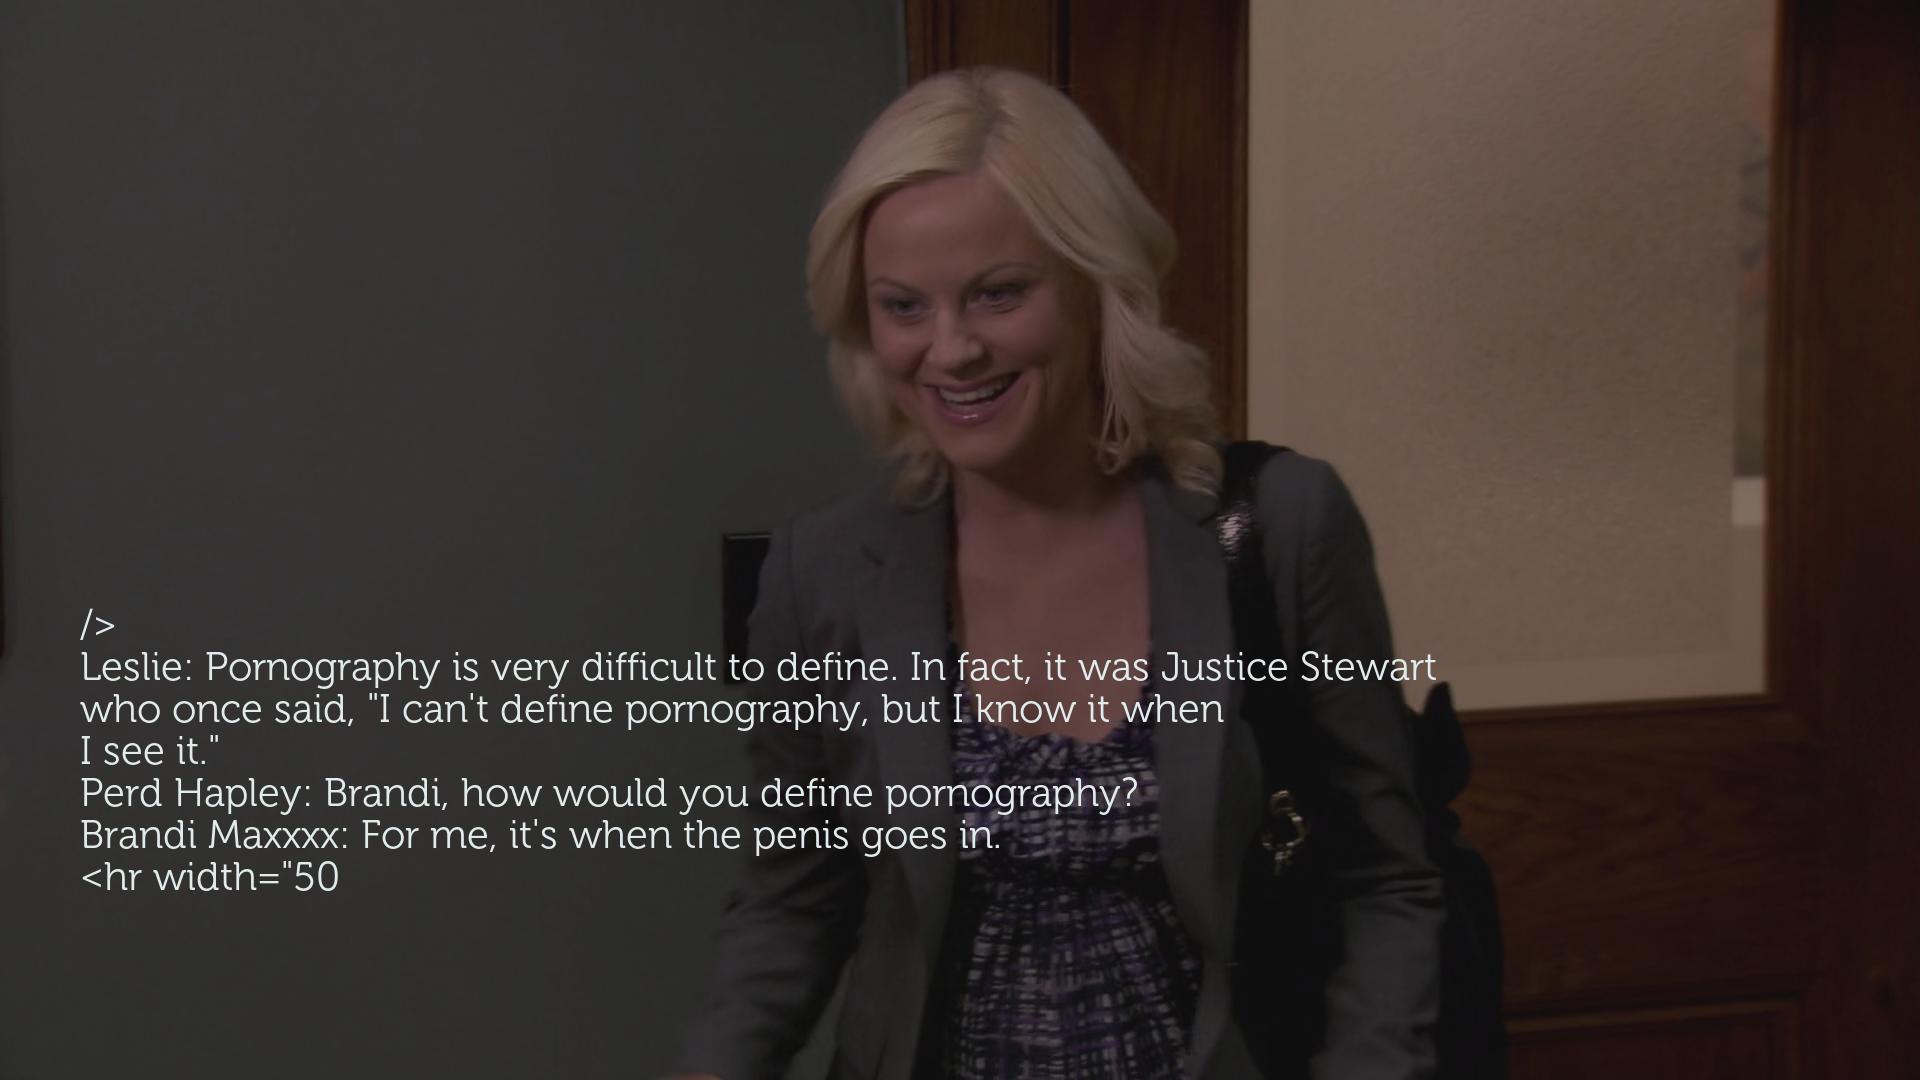 />
Leslie: Pornography is very difficult to define. In fact, it was Justice Stewart
who once said, "I can't define pornography, but I know it when
I see it."
Perd Hapley: Brandi, how would you define pornography?
Brandi Maxxxx: For me, it's when the penis goes in.
<hr width="50